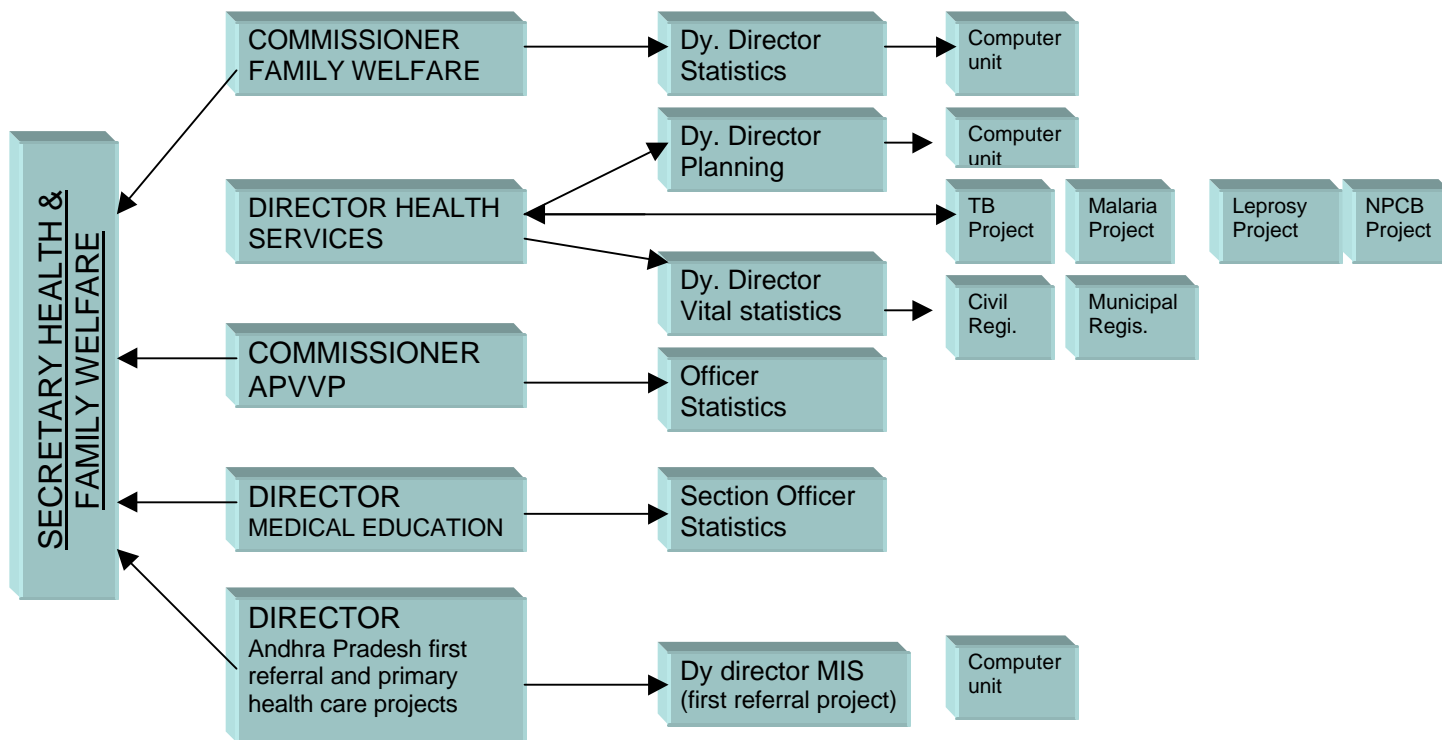 SECRETARY HEALTH &
FAMILY WELFARE
COMMISSIONER
FAMILY WELFARE
Dy. Director
Statistics
Computer
unit
Dy. Director
Planning
Computer
unit
DIRECTOR HEALTH
SERVICES
TB
Project
Malaria
Project
Leprosy
Project
NPCB
Project
Dy. Director
Vital statistics
Civil
Regi.
Municipal
Regis.
COMMISSIONER
APVVP
Officer
Statistics
DIRECTOR
MEDICAL EDUCATION
Section Officer
Statistics
DIRECTOR
Andhra Pradesh first
referral and primary
health care projects
Dy director MIS
(first referral project)
Computer
unit